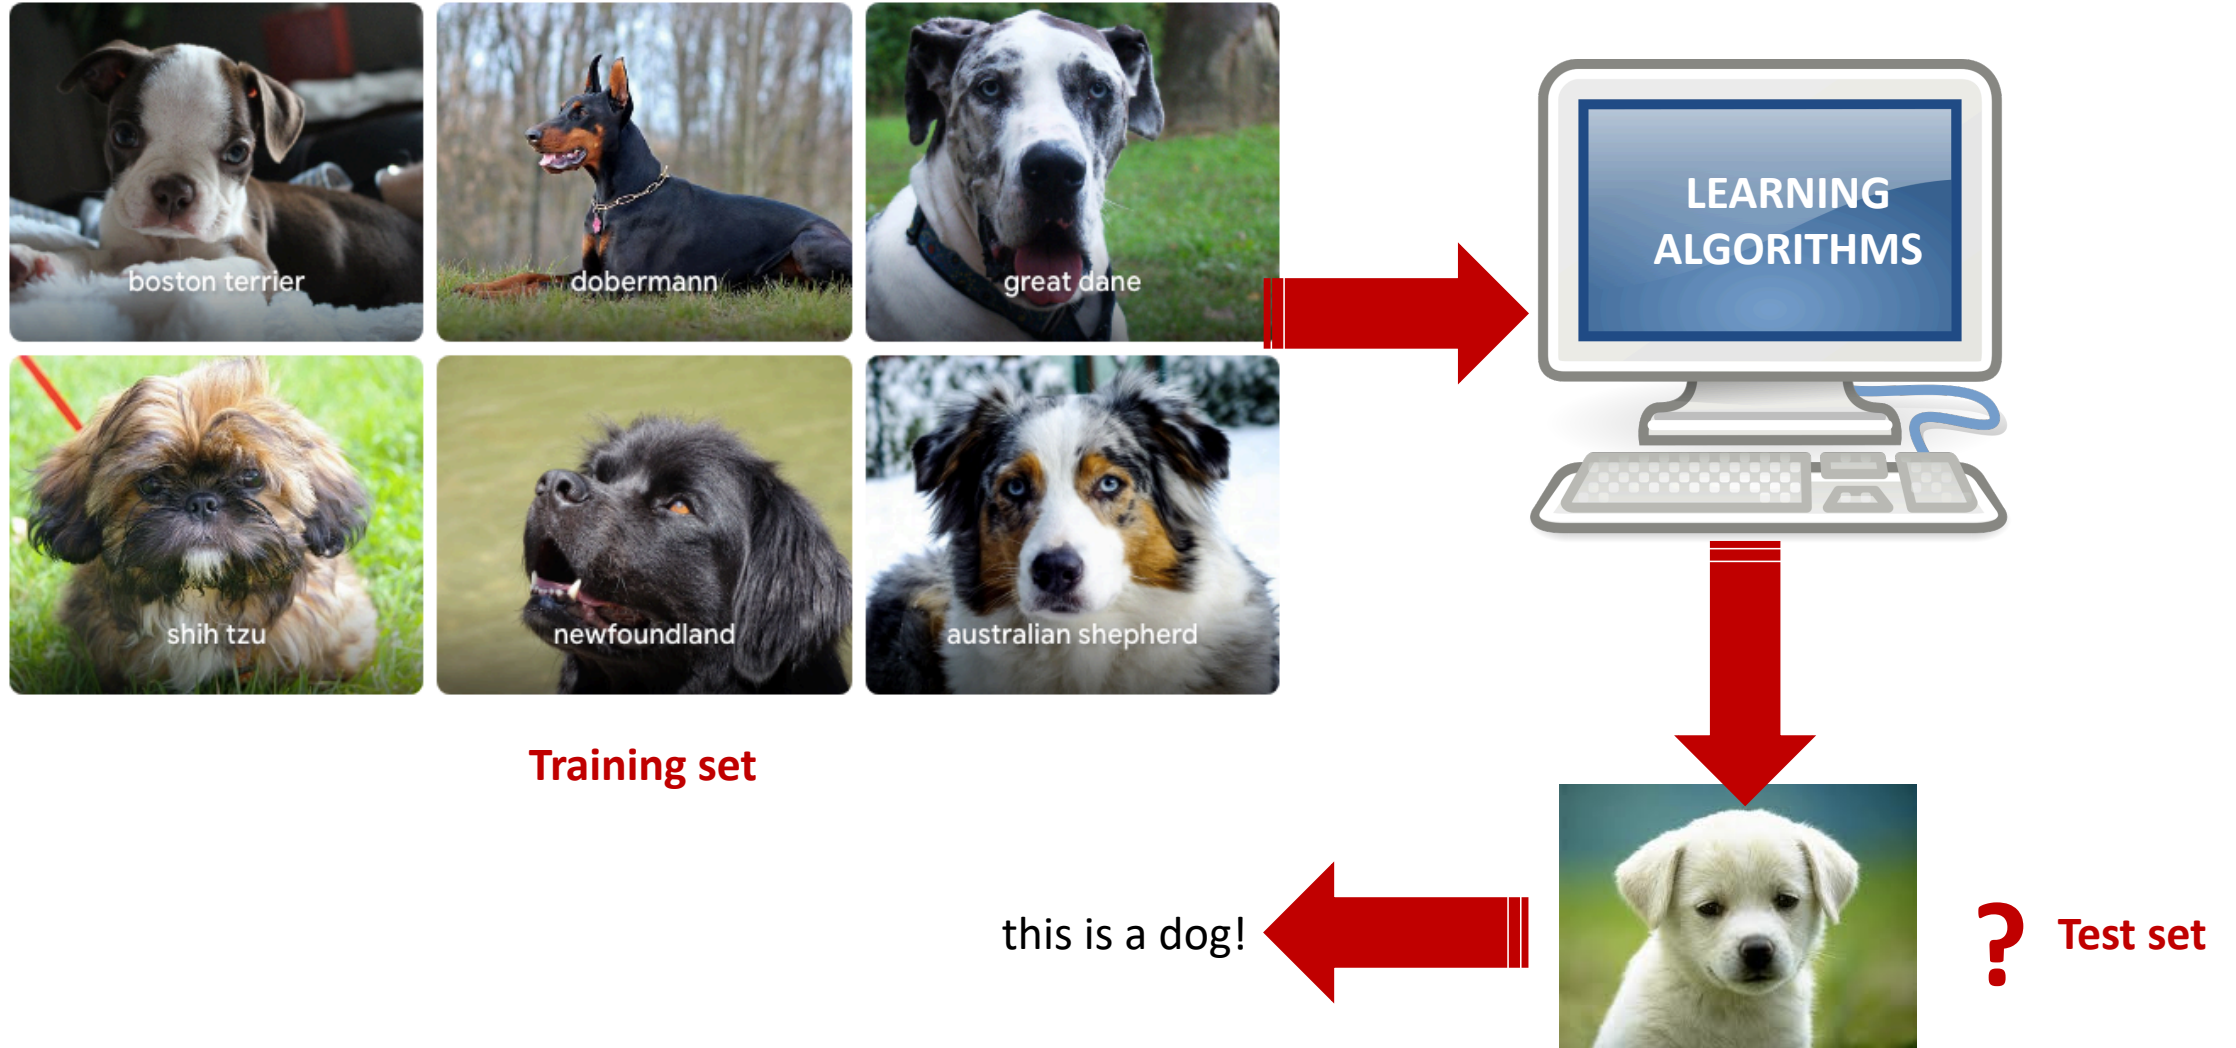 boston terrier
dobermann
great dane
LEARNING
ALGORITHMS
shih tzu
newfoundland
australian shepherd
Training set
this is a dog!
?
Test set